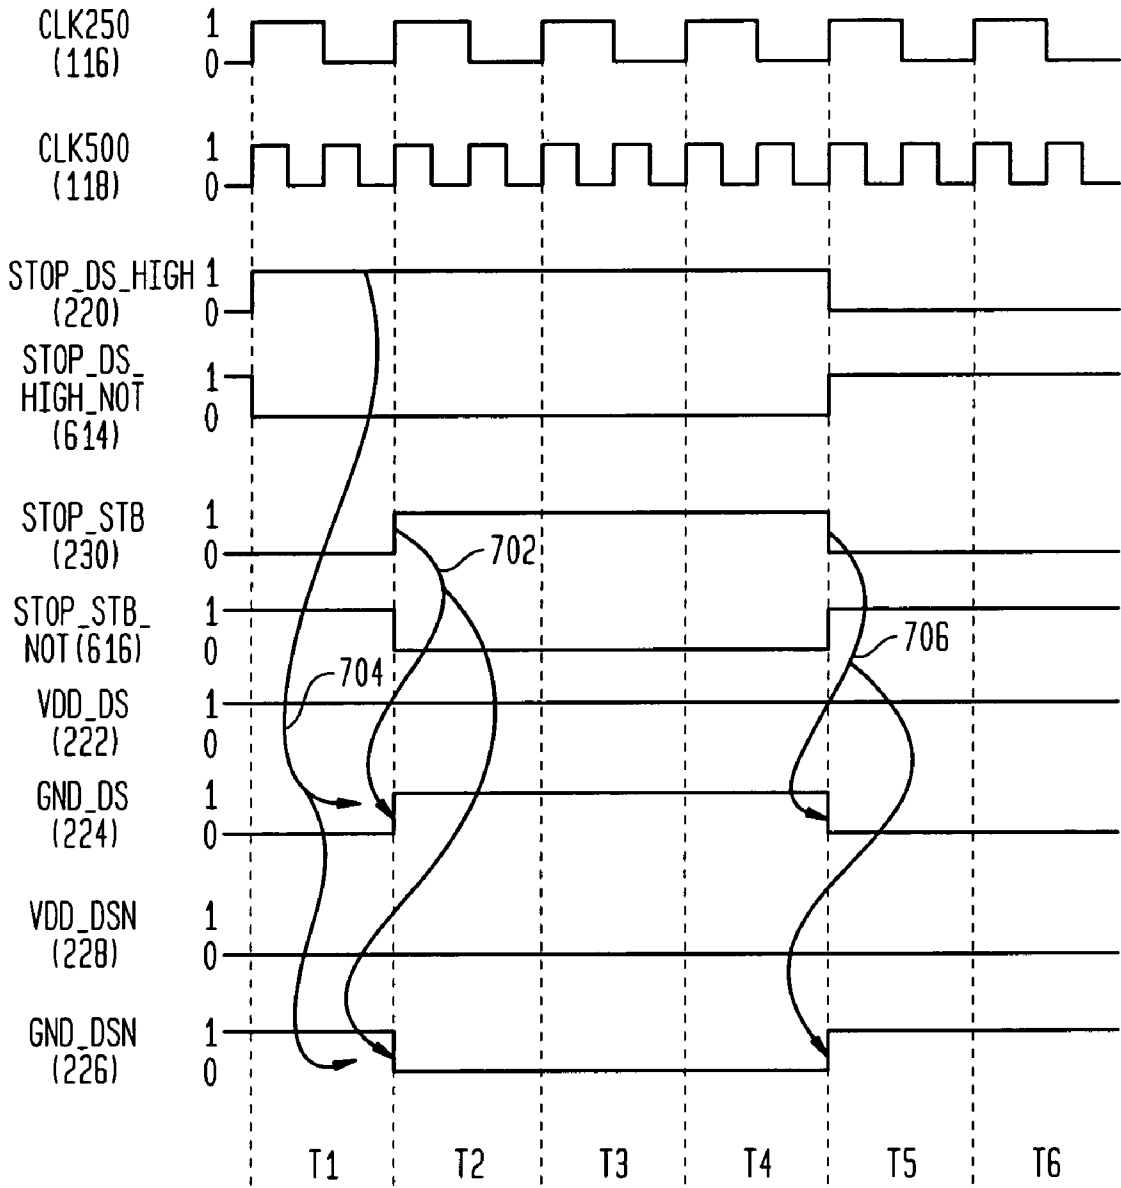 CLK250 1
(116) 0
CLK500 1
(118) 0
STOP_DS_HIGH 1
(220) 0
STOP_DS_
HIGH_NOT 1
(614) 0
STOP_STB 1
(230) 0
702
STOP_STB_ 1
NOT(616) 0
706
704
VDD_DS 1
(222) 0
GND_DS 1
(224) 0
VDD_DSN 1
(228) 0
GND_DSN 1
(226) 0
T1 T2 T3 T4 T5 T6